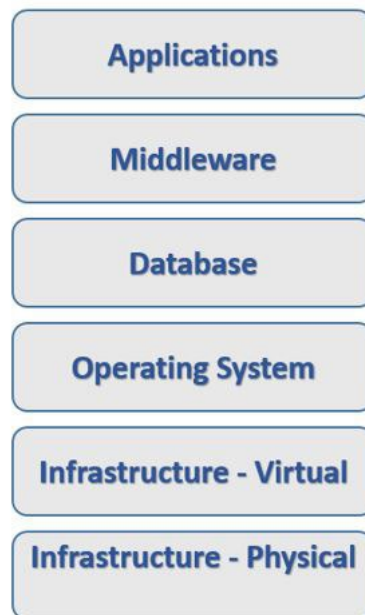 Applications
Middleware
Database
Operating System
Infrastructure - Virtual
Infrastructure - Physical